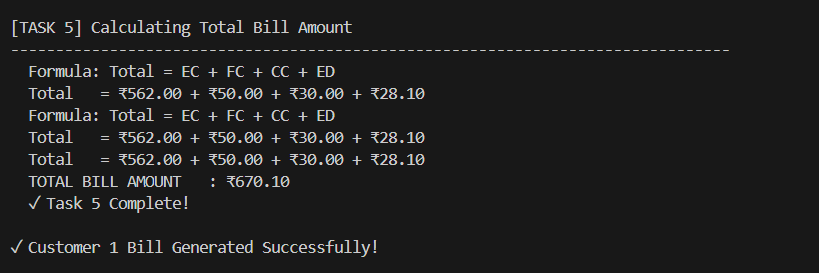 [TASK 5] Calculating Total Bill Amount
--------------------------------------------------------------------------------
Formula: Total = EC + FC + CC + ED
Total   = ₹562.00 + ₹50.00 + ₹30.00 + ₹28.10
Formula: Total = EC + FC + CC + ED
Total   = ₹562.00 + ₹50.00 + ₹30.00 + ₹28.10
Total   = ₹562.00 + ₹50.00 + ₹30.00 + ₹28.10
TOTAL BILL AMOUNT   : ₹670.10
✓ Task 5 Complete!
✓ Customer 1 Bill Generated Successfully!